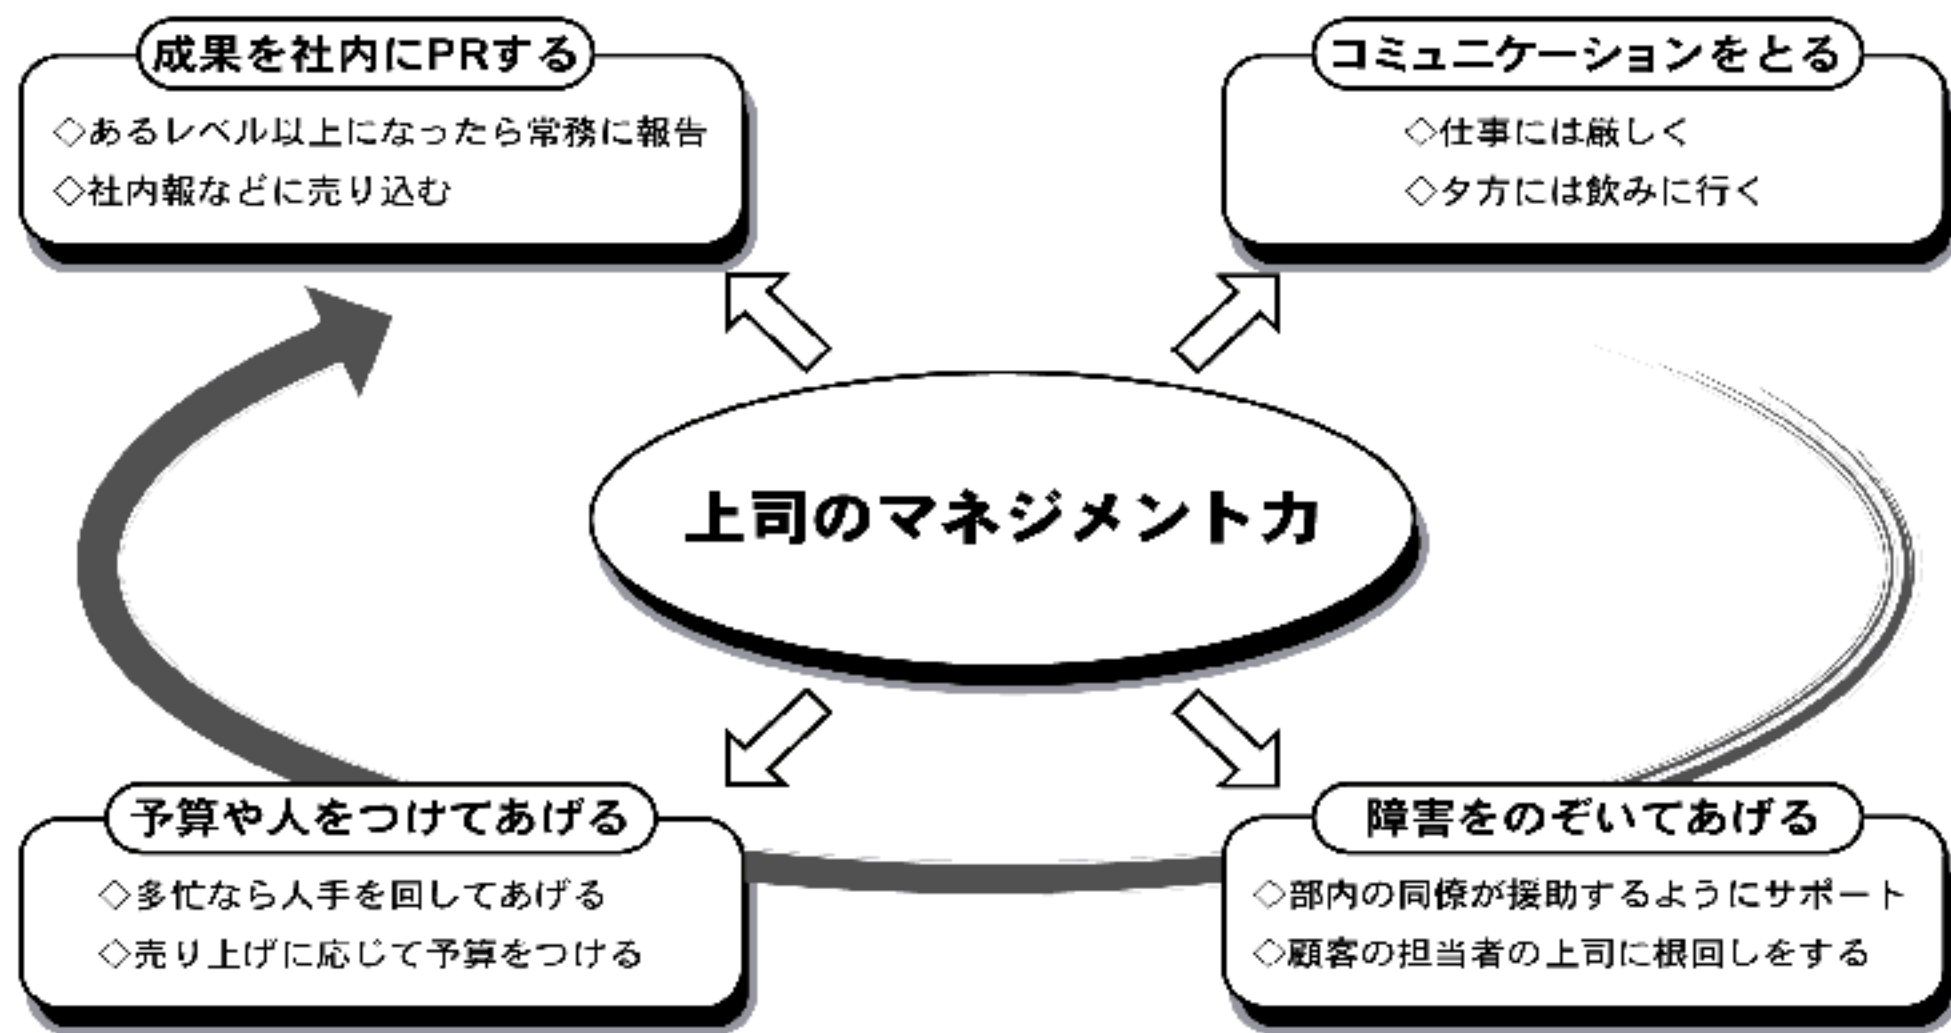 成果を社内にPRする
◇あるレベル以上になったら常務に報告
◇社内報などに売り込む
コミュニケーションをとる
◇仕事には厳しく
◇夕方には飲みに行く
上司のマネジメント力
予算や人をつけてあげる
◇多忙なら人手を回してあげる
◇売り上げに応じて予算をつける
障害をのぞいてあげる
◇部内の同僚が援助するようにサポート
◇顧客の担当者の上司に根回しをする